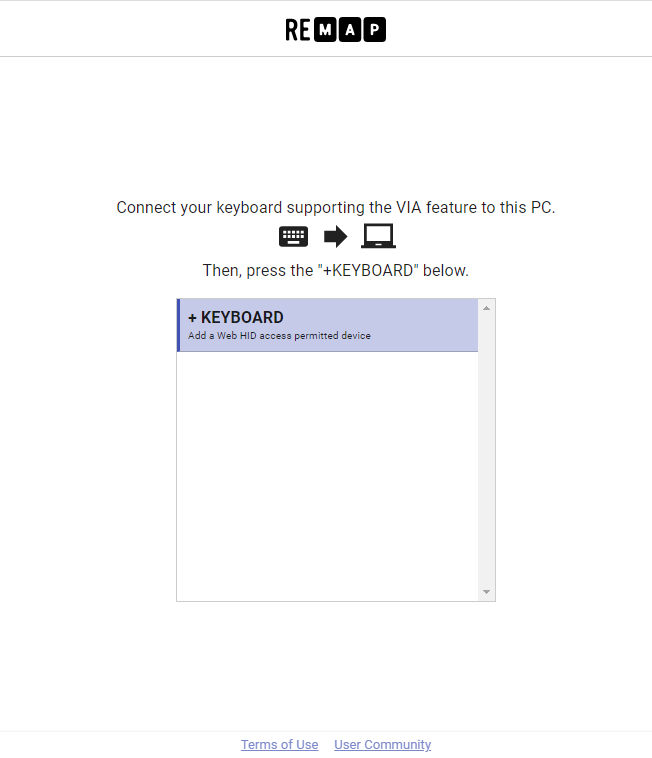 REMAP
Connect your keyboard supporting the VIA feature to this PC.
Then, press the "+KEYBOARD" below.
+ KEYBOARD
Add a Web HID access permitted device
Terms of Use User Community